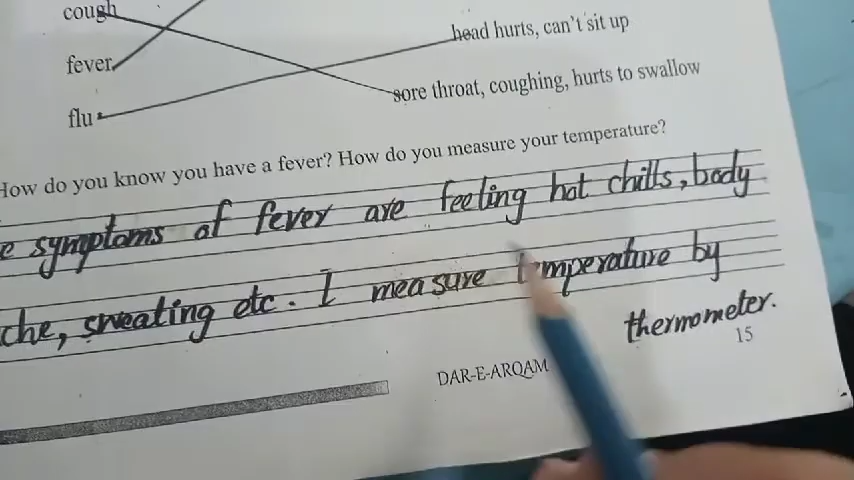 cough
head hurts, can't sit up
fever
sore throat, coughing, hurts to swallow
flu
How do you know you have a fever? How do you measure your temperature?
e symptoms of fever are feeling hot chills, body
che, sweating etc. I measure temperature by
thermometer.
15
DAR-E-ARQAM